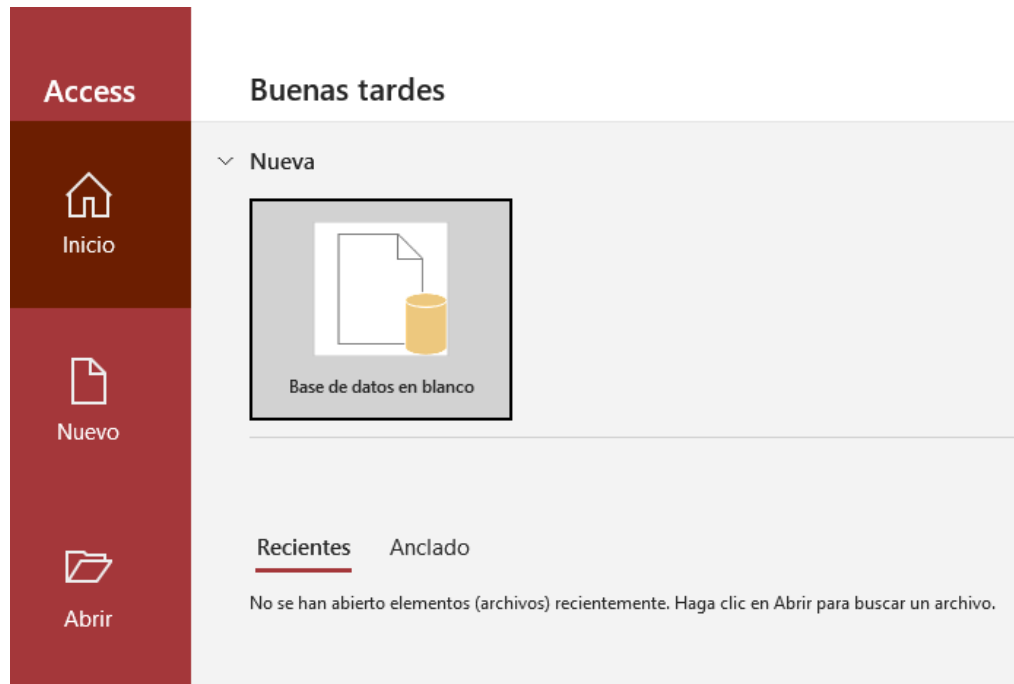 Access
Buenas tardes
Inicio
Nuevo
Abrir
Nueva
Base de datos en blanco
Recientes
Anclado
No se han abierto elementos (archivos) recientemente. Haga clic en Abrir para buscar un archivo.